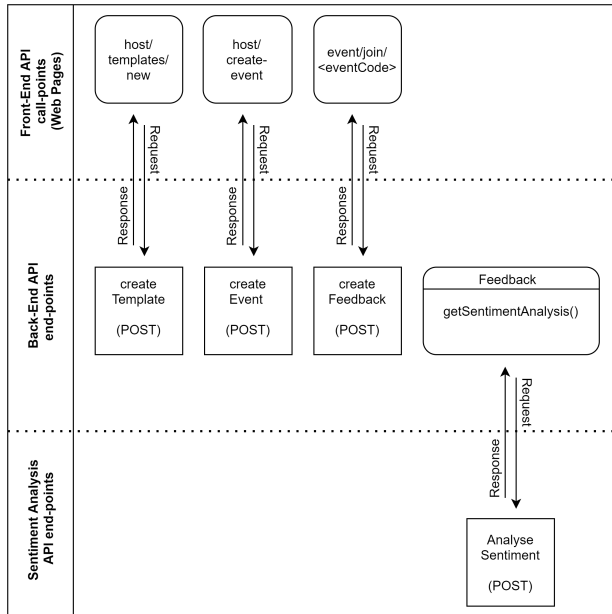 Front-End API
call-points
(Web Pages)
host/
templates/
new
host/
create-
event
event/join/
<eventCode>
Response
Request
Response
Request
Response
Request
Back-End API
end-points
create
Template
(POST)
create
Event
(POST)
create
Feedback
(POST)
Feedback
getSentimentAnalysis()
Response
Request
Sentiment Analysis
API end-points
Analyse
Sentiment
(POST)